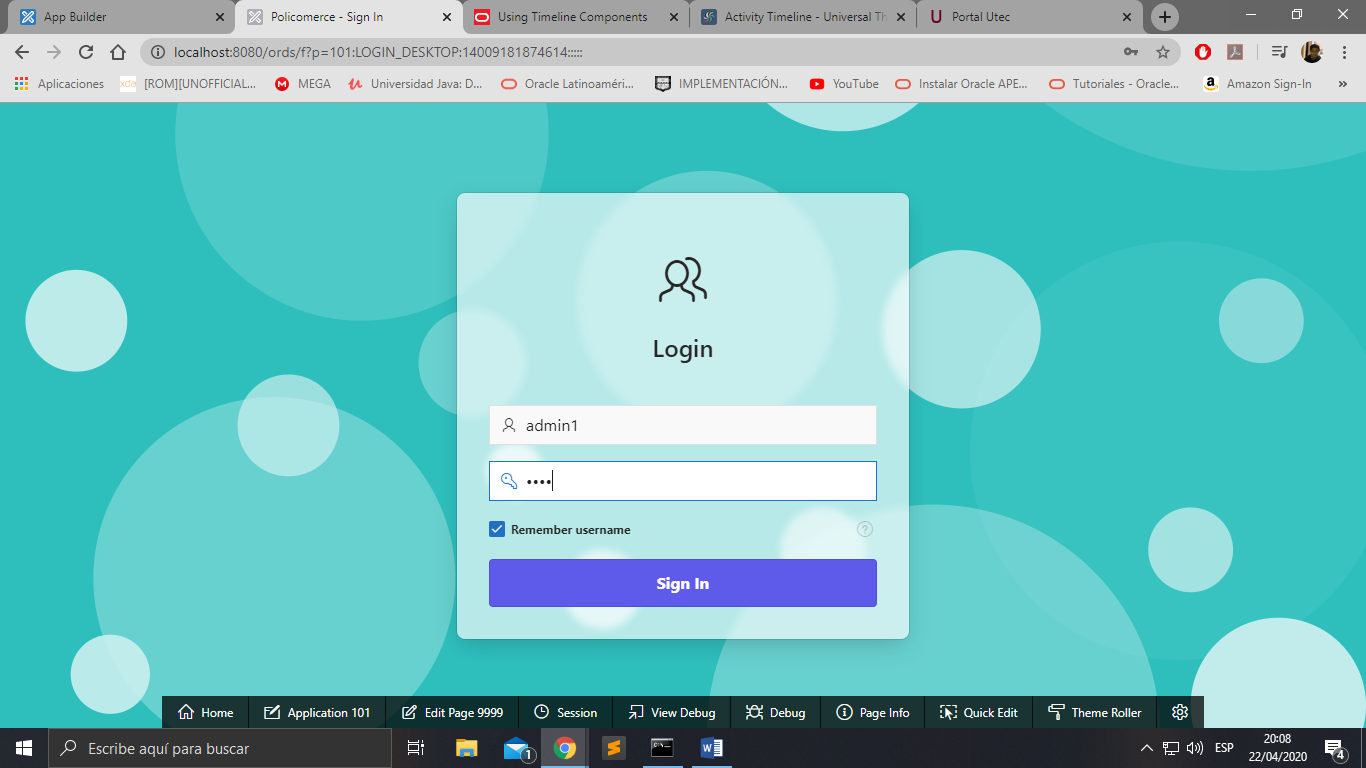 App Builder
Policomerce - Sign In
Using Timeline Components
Activity Timeline - Universal Th
Portal Utec
localhost:8080/ords/f?p=101:LOGIN_DESKTOP:14009181874614:::::
Aplicaciones
[ROM][UNOFFICIAL...
MEGA
Universidad Java: D...
Oracle Latinoaméri...
IMPLEMENTACIÓN...
YouTube
Instalar Oracle APE...
Tutoriales - Oracle...
Amazon Sign-In
»
Login
admin1
••••
Remember username
?
Sign In
Home
Application 101
Edit Page 9999
Session
View Debug
Debug
Page Info
Quick Edit
Theme Roller
Escribe aquí para buscar
1
ESP
20:08
22/04/2020
4